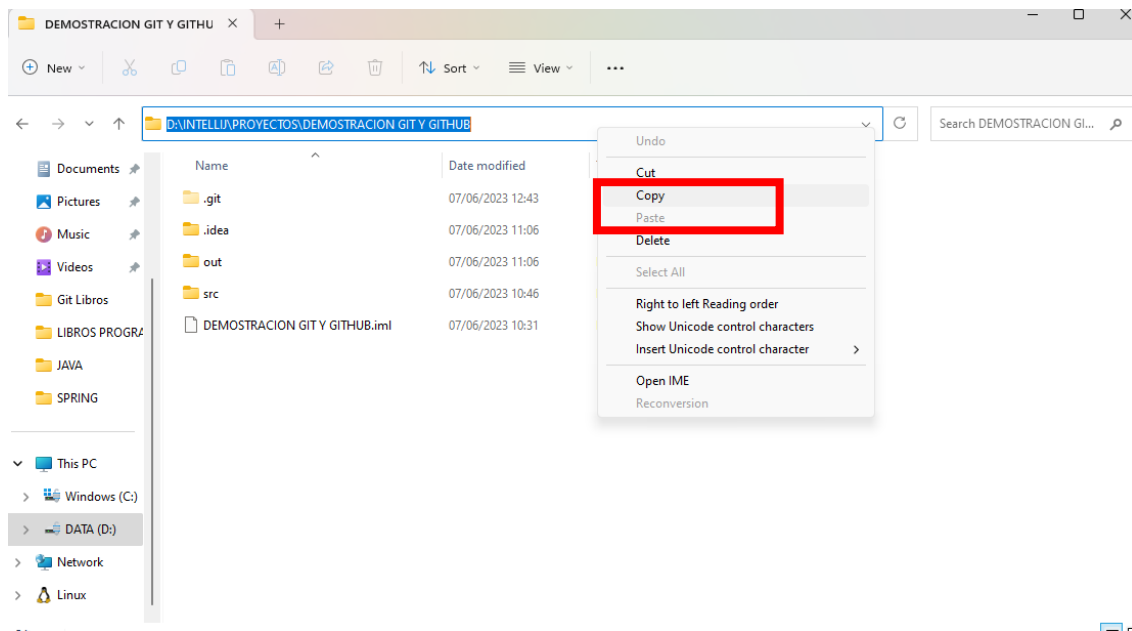 DEMOSTRACION GIT Y GITHU
New
Sort
View
D:\INTELLIJ\PROYECTOS\DEMOSTRACION GIT Y GITHUB
Search DEMOSTRACION GI...
Undo
Cut
Copy
Paste
Delete
Select All
Right to left Reading order
Show Unicode control characters
Insert Unicode control character
Open IME
Reconversion
Documents
Pictures
Music
Videos
Git Libros
LIBROS PROGRA
JAVA
SPRING
This PC
Windows (C:)
DATA (D:)
Network
Linux
Name Date modified
.git 07/06/2023 12:43
.idea 07/06/2023 11:06
out 07/06/2023 11:06
src 07/06/2023 10:46
DEMOSTRACION GIT Y GITHUB.iml 07/06/2023 10:31